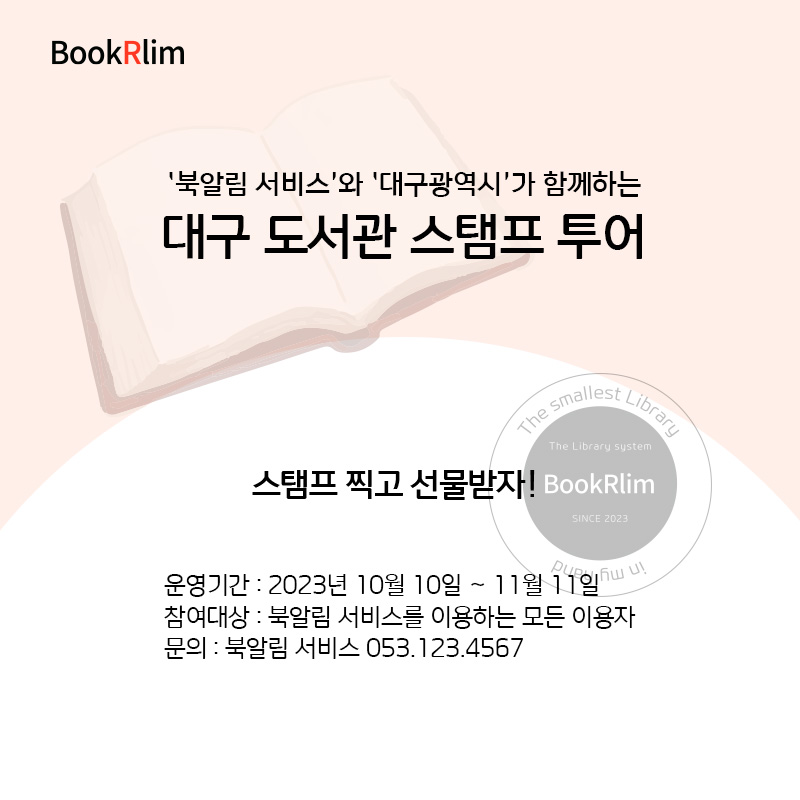 BookRlim
‘북알림 서비스’와 ‘대구광역시’가 함께하는
대구 도서관 스탬프 투어
The smallest Library
The Library system
스탬프 찍고 선물받자!
BookRlim
SINCE 2023
in my hand
운영기간 : 2023년 10월 10일 ~ 11월 11일
참여대상 : 북알림 서비스를 이용하는 모든 이용자
문의 : 북알림 서비스 053.123.4567